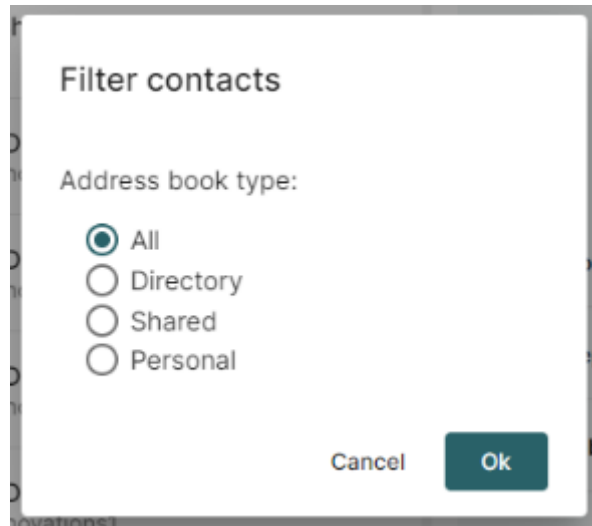 Filter contacts
Address book type:
All
Directory
Shared
Personal
Cancel Ok